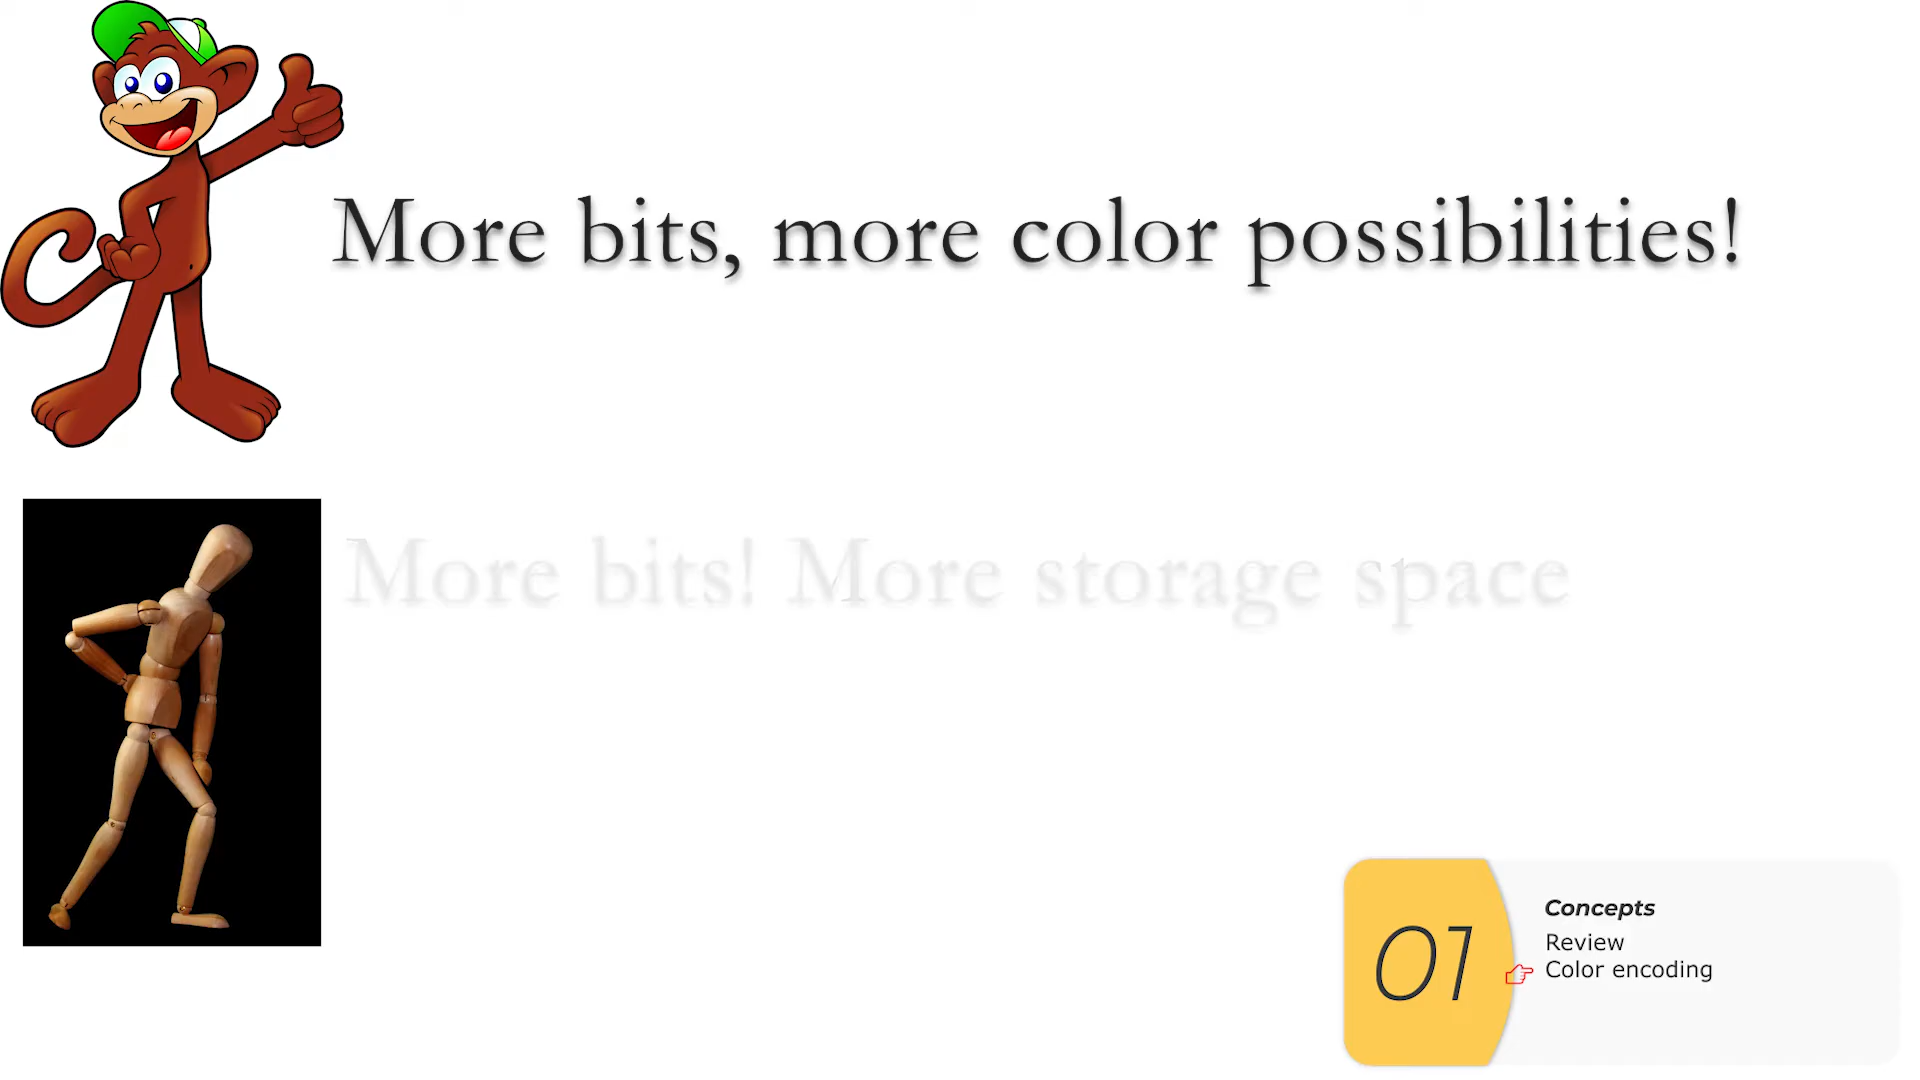 More bits, more color possibilities!
More bits! More storage space
01
Concepts
Review
Color encoding